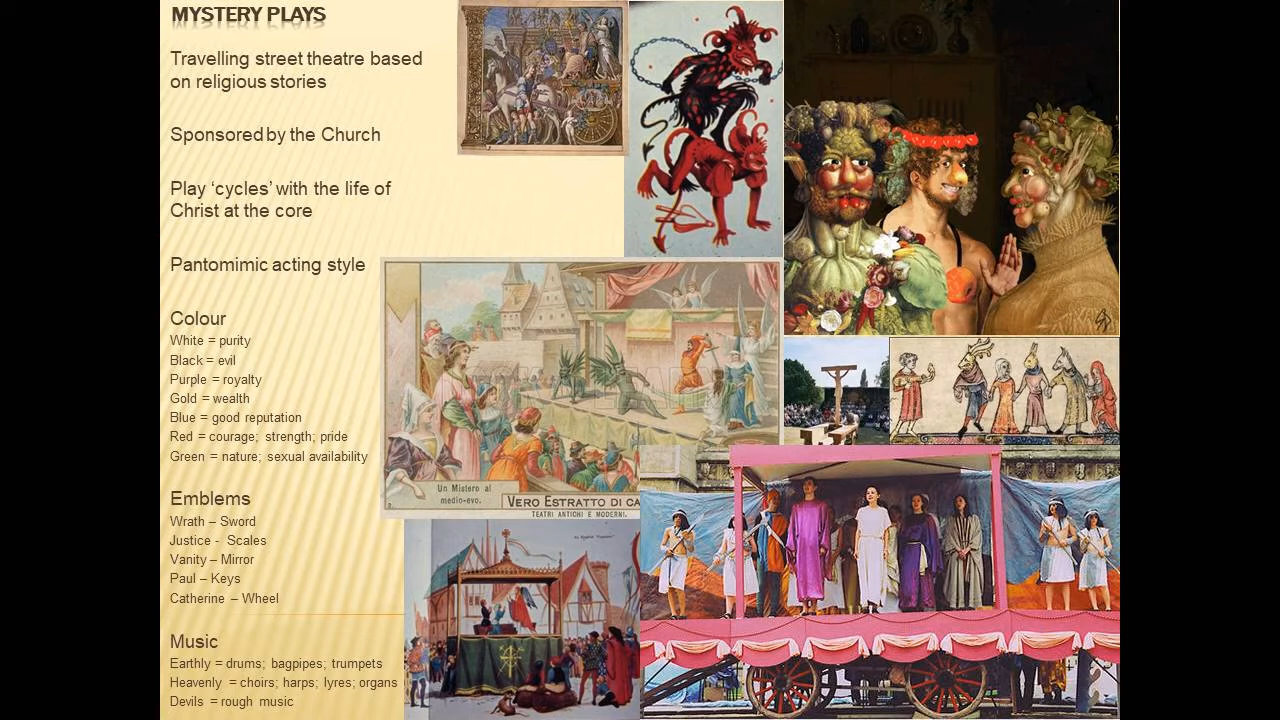 MYSTERY PLAYS
Travelling street theatre based
on religious stories
Sponsored by the Church
Play ‘cycles’ with the life of
Christ at the core
Pantomimic acting style
Colour
White = purity
Black = evil
Purple = royalty
Gold = wealth
Blue = good reputation
Red = courage; strength; pride
Green = nature; sexual availability
Emblems
Wrath – Sword
Justice - Scales
Vanity – Mirror
Paul – Keys
Catherine – Wheel
Music
Earthly = drums; bagpipes; trumpets
Heavenly = choirs; harps; lyres; organs
Devils = rough music
Un Mistero al
medio-evo.
VERO ESTRATTO DI CA
TEATRI ANTICHI E MODERNI.